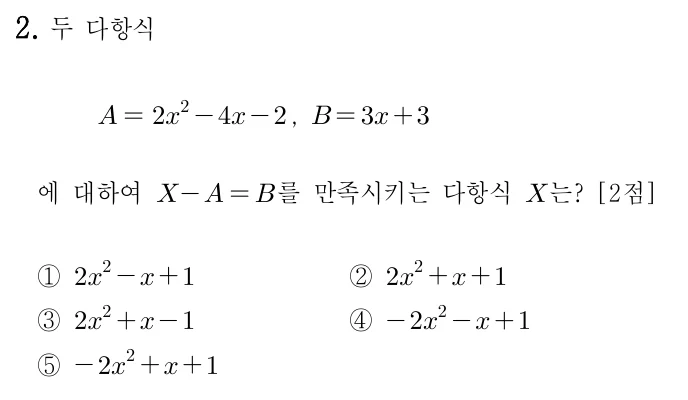 2. 두 다항식
A = 2x² − 4x − 2, B = 3x + 3
에 대하여 X − A = B를 만족시키는 다항식 X는? [2점]
① 2x² − x + 1 ② 2x² + x + 1
③ 2x² + x − 1 ④ −2x² − x + 1
⑤ −2x² + x + 1